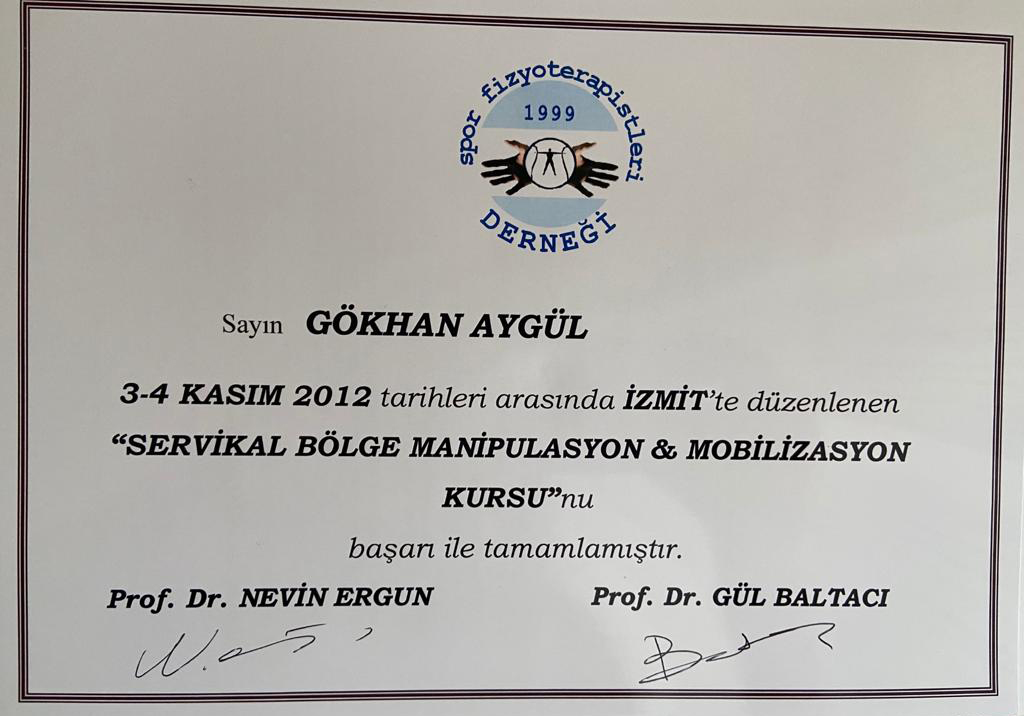 spor fizyoterapistleri
1999
DERNEĞİ
Sayın GÖKHAN AYGÜL
3-4 KASIM 2012 tarihleri arasında İZMİT'te düzenlenen
“SERVİKAL BÖLGE MANİPULASYON & MOBİLİZASYON
KURSU”nu
başarı ile tamamlamıştır.
Prof. Dr. NEVİN ERGUN Prof. Dr. GÜL BALTACI